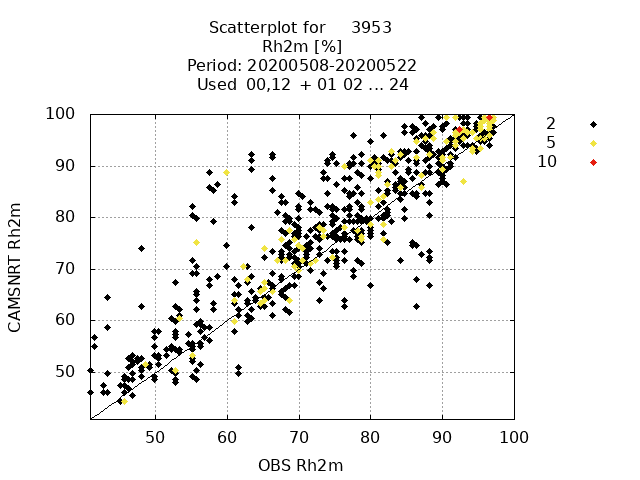 Scatterplot for 3953
Rh2m [%]
Period: 20200508-20200522
Used 00,12 + 01 02 ... 24
CAMSNRT Rh2m
100
90
80
70
60
50
50 60 70 80 90 100
OBS Rh2m
2
5
10